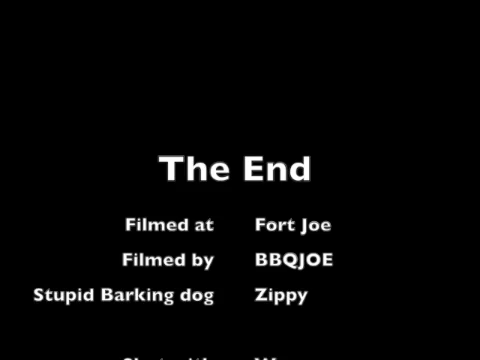 The End
Filmed at Fort Joe
Filmed by BBQJOE
Stupid Barking dog Zippy